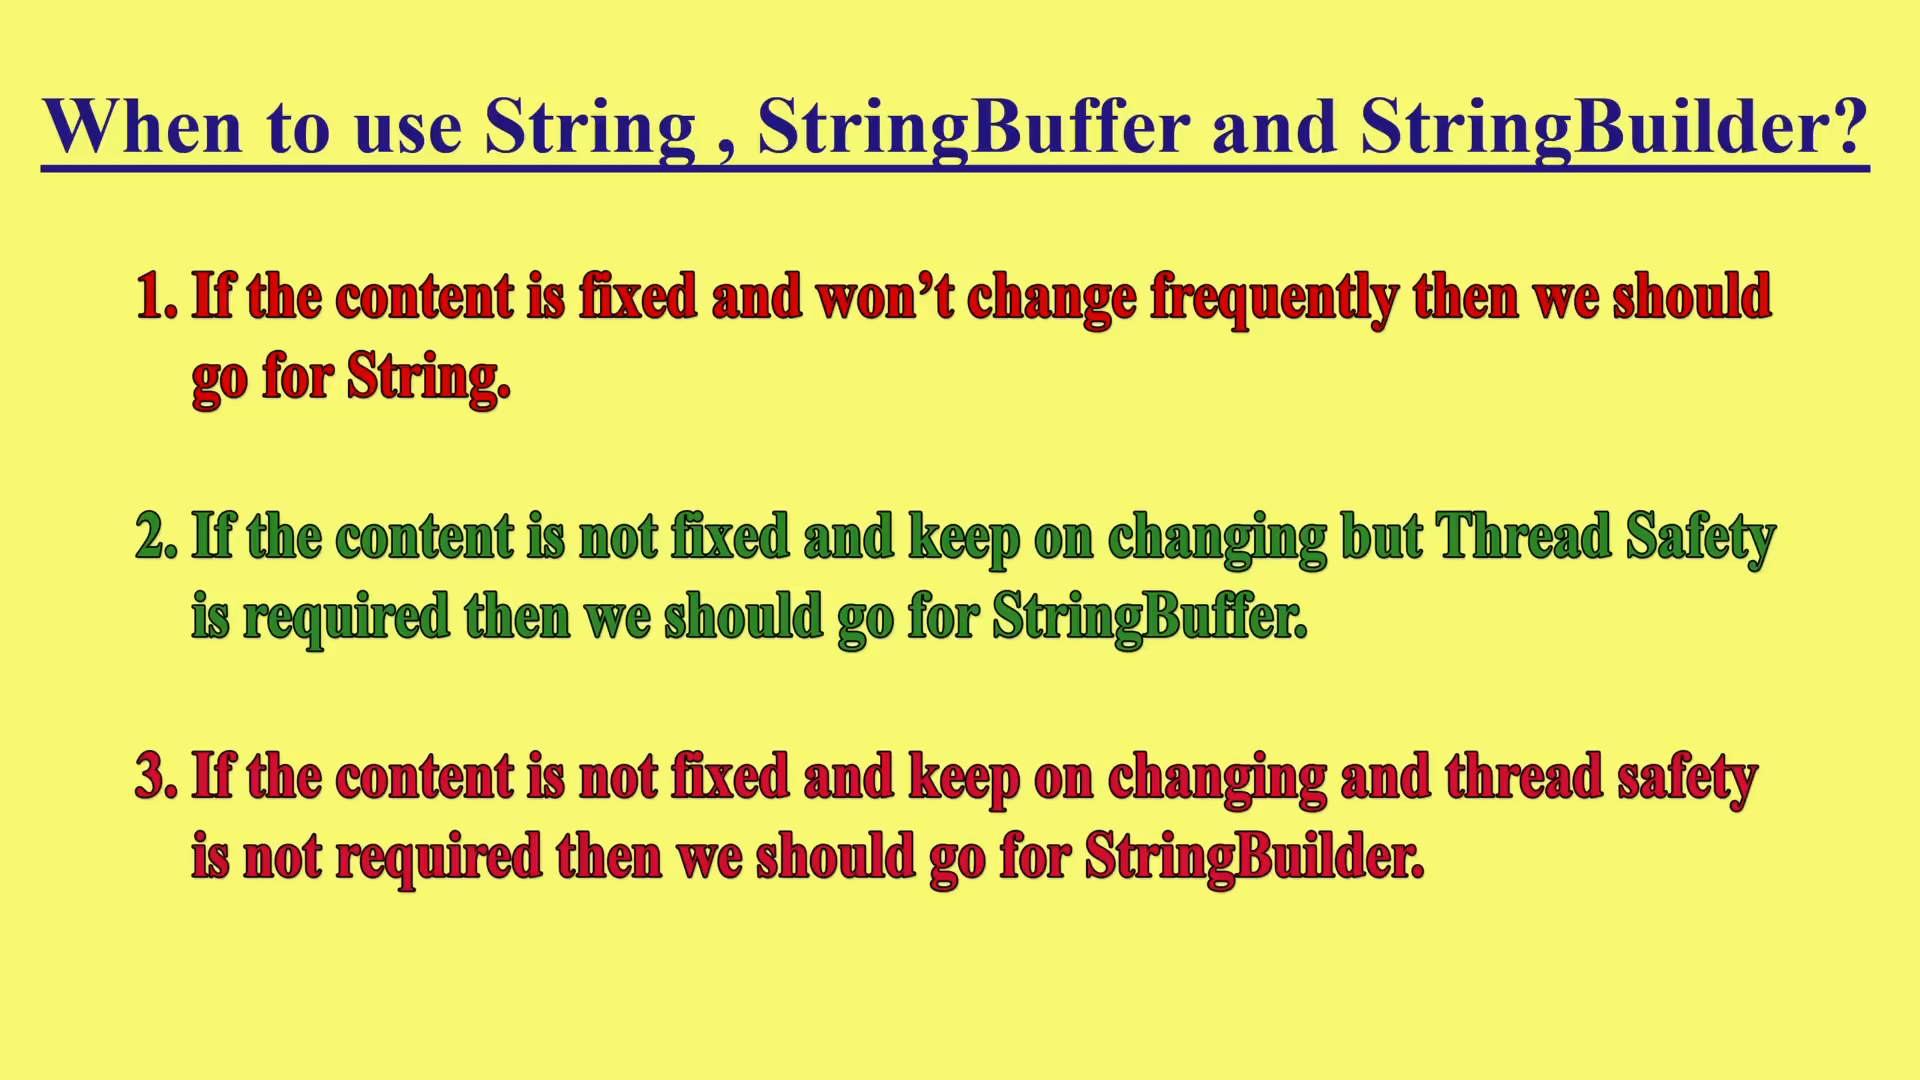 When to use String , StringBuffer and StringBuilder?
1. If the content is fixed and won’t change frequently then we should
go for String.
2. If the content is not fixed and keep on changing but Thread Safety
is required then we should go for StringBuffer.
3. If the content is not fixed and keep on changing and thread safety
is not required then we should go for StringBuilder.